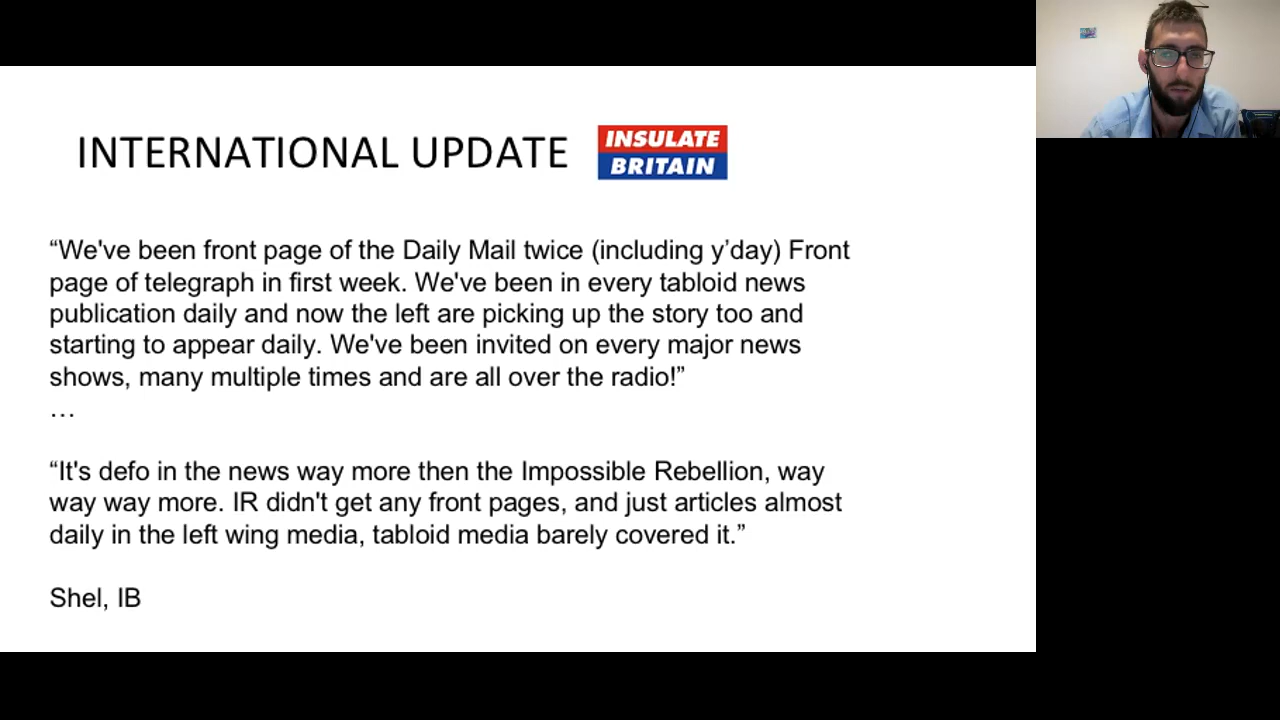 INTERNATIONAL UPDATE
INSULATE
BRITAIN
“We've been front page of the Daily Mail twice (including y’day) Front
page of telegraph in first week. We've been in every tabloid news
publication daily and now the left are picking up the story too and
starting to appear daily. We've been invited on every major news
shows, many multiple times and are all over the radio!”
…
“It's defo in the news way more then the Impossible Rebellion, way
way way more. IR didn't get any front pages, and just articles almost
daily in the left wing media, tabloid media barely covered it.”
Shel, IB